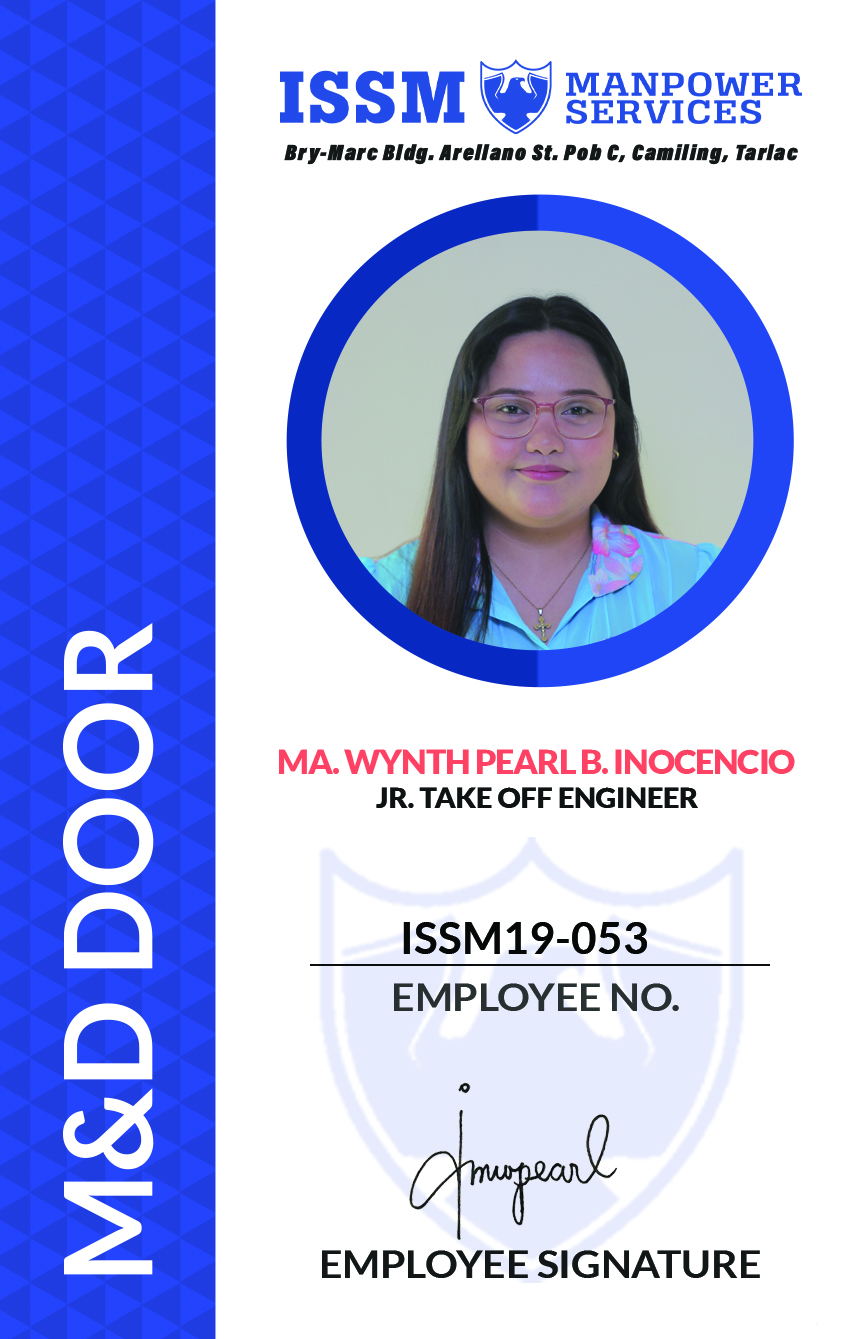 ISSM MANPOWER SERVICES
Bry-Marc Bldg. Arellano St. Pob C, Camiling, Tarlac
M&D DOOR
MA. WYNTH PEARL B. INOCENCIO
JR. TAKE OFF ENGINEER
ISSM19-053
EMPLOYEE NO.
EMPLOYEE SIGNATURE